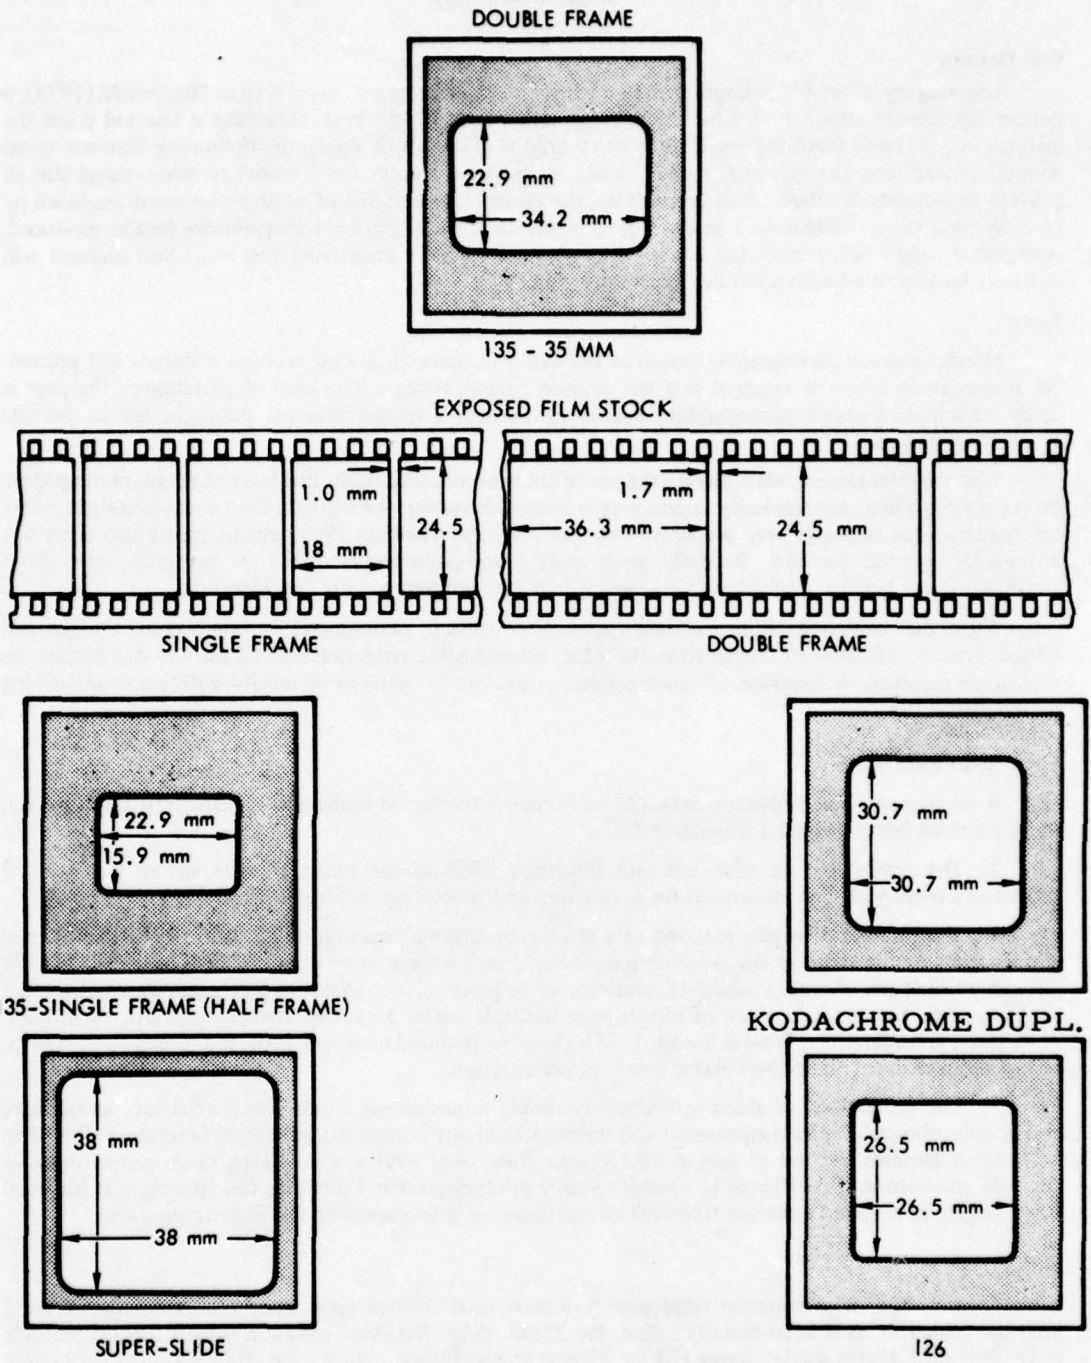 DOUBLE FRAME
22.9 mm
34.2 mm
135 - 35 MM
EXPOSED FILM STOCK
1.0 mm
24.5
18 mm
1.7 mm
36.3 mm
24.5 mm
SINGLE FRAME
DOUBLE FRAME
22.9 mm
15.9 mm
135-SINGLE FRAME (HALF FRAME)
30.7 mm
30.7 mm
KODACHROME DUPL.
38 mm
38 mm
SUPER-SLIDE
26.5 mm
26.5 mm
126